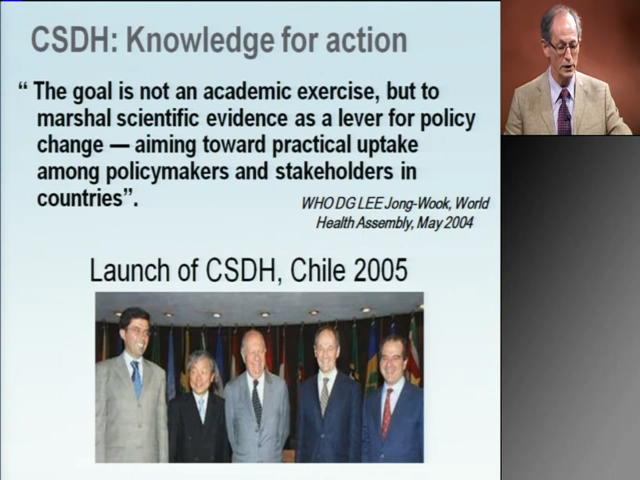 CSDH: Knowledge for action
“ The goal is not an academic exercise, but to
marshal scientific evidence as a lever for policy
change — aiming toward practical uptake
among policymakers and stakeholders in
countries”.
WHO DG LEE Jong-Wook, World
Health Assembly, May 2004
Launch of CSDH, Chile 2005